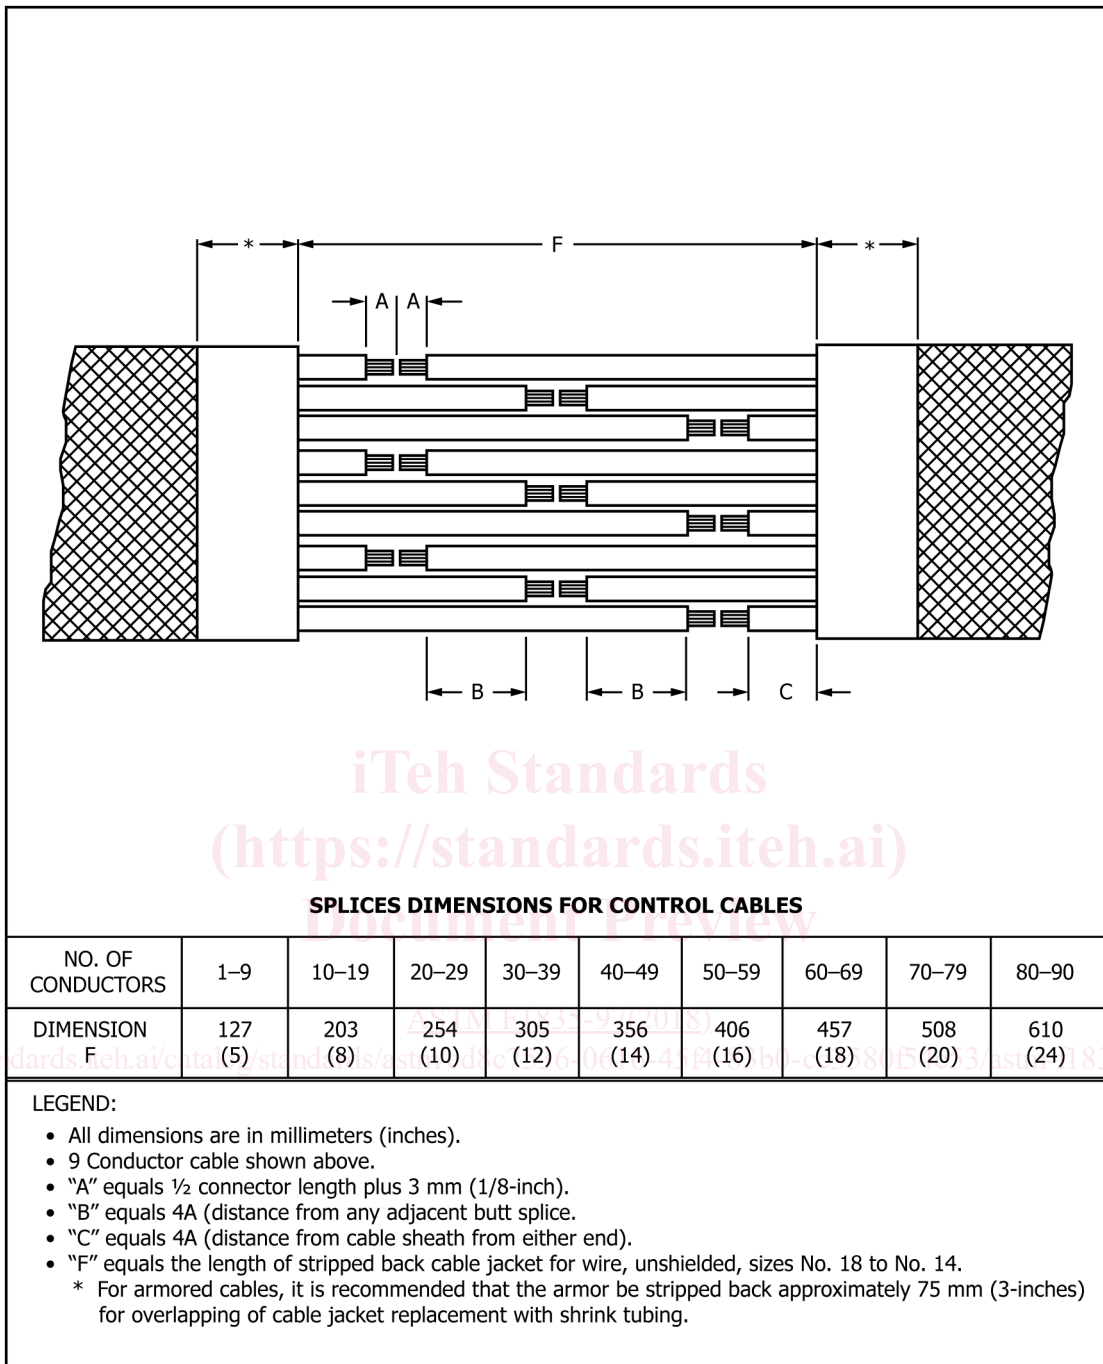 *
F
*
A
A
B
B
C
iTeh Standards
(https://standards.iteh.ai)
Document Preview
SPLICES DIMENSIONS FOR CONTROL CABLES
NO. OF CONDUCTORS 1–9 10–19 20–29 30–39 40–49 50–59 60–69 70–79 80–90
ASTM F1835-97(2018)
DIMENSION F 127 (5) 203 (8) 254 (10) 305 (12) 356 (14) 406 (16) 457 (18) 508 (20) 610 (24)
LEGEND:
• All dimensions are in millimeters (inches).
• 9 Conductor cable shown above.
• "A" equals ½ connector length plus 3 mm (1/8-inch).
• "B" equals 4A (distance from any adjacent butt splice.
• "C" equals 4A (distance from cable sheath from either end).
• "F" equals the length of stripped back cable jacket for wire, unshielded, sizes No. 18 to No. 14.
* For armored cables, it is recommended that the armor be stripped back approximately 75 mm (3-inches)
for overlapping of cable jacket replacement with shrink tubing.